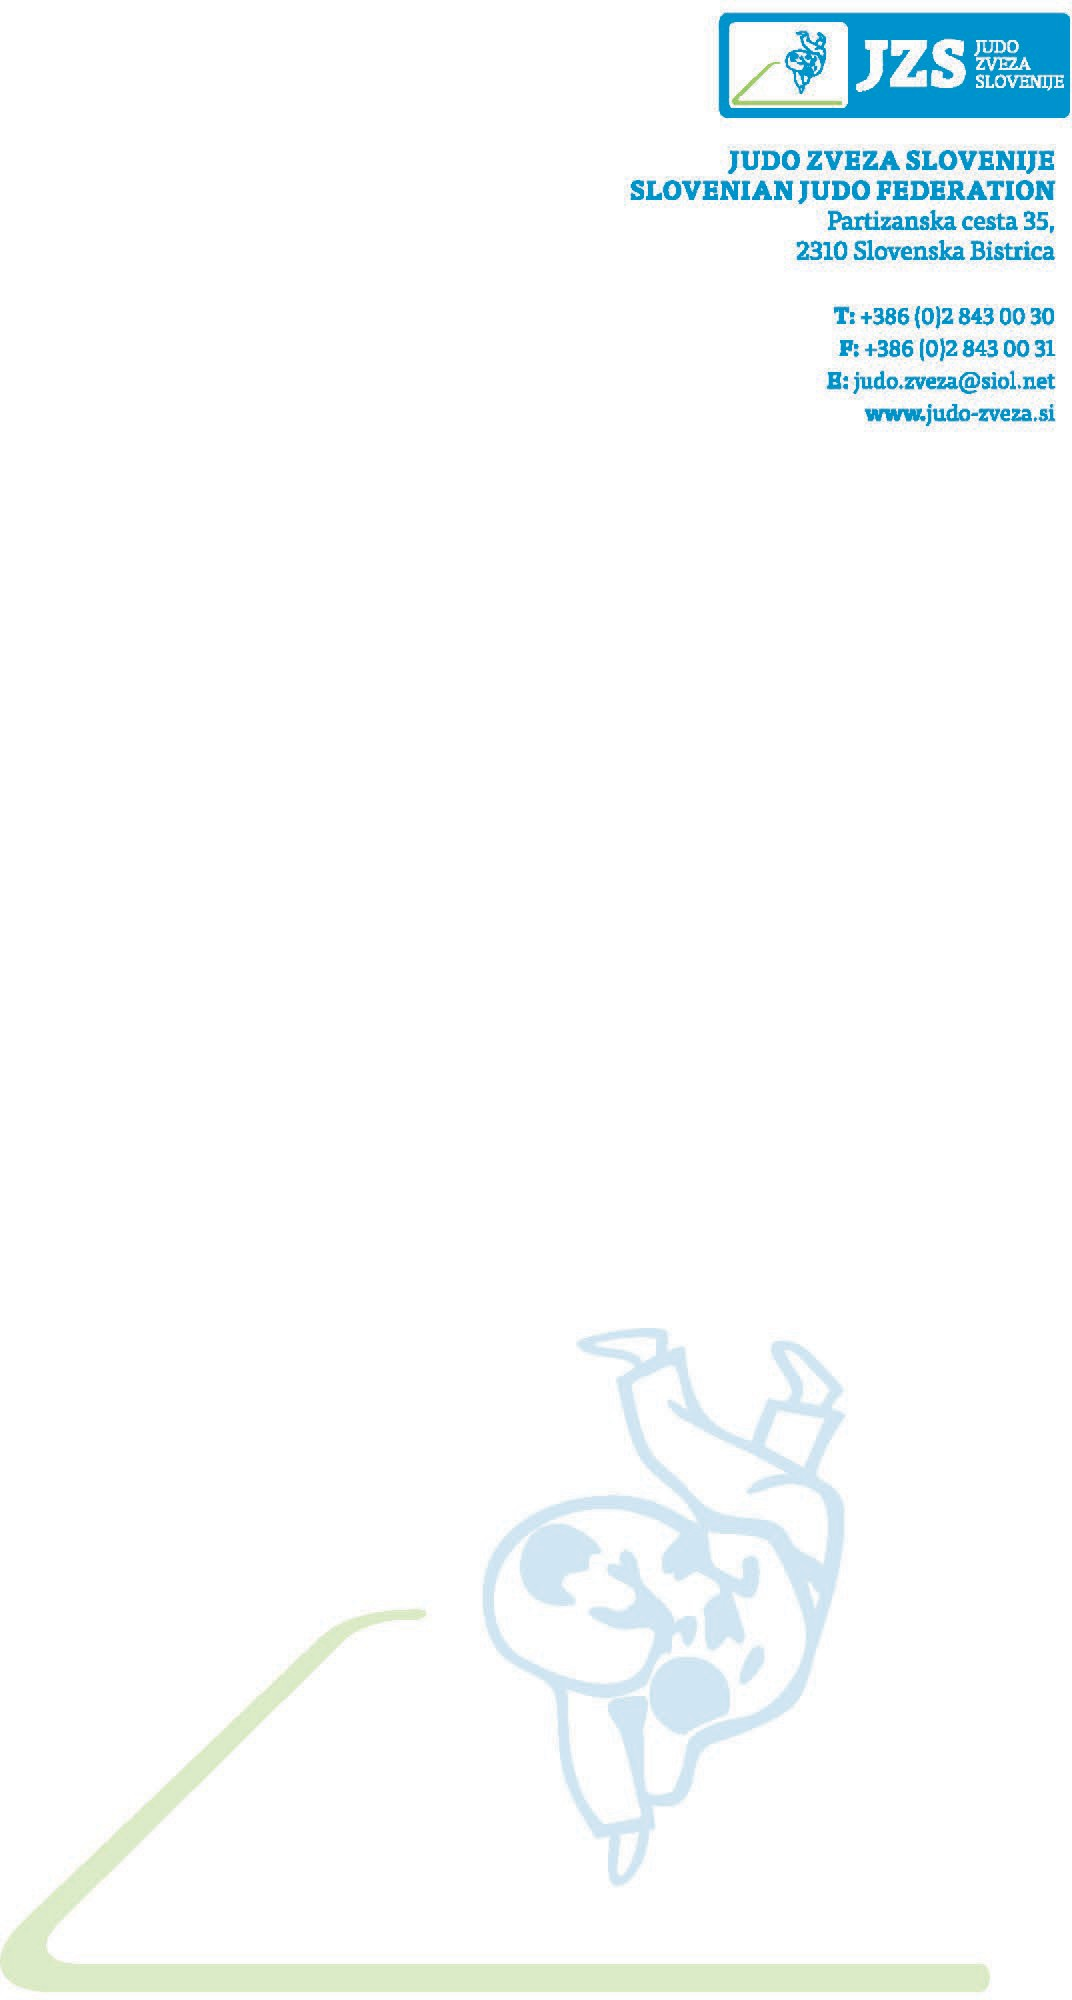 JZS
JUDO
ZVEZA
SLOVENIJE
JUDO ZVEZA SLOVENIJE
SLOVENIAN JUDO FEDERATION
Partizanska cesta 35,
2310 Slovenska Bistrica
T: +386 (0)2 843 00 30
F: +386 (0)2 843 00 31
E: judo.zveza@siol.net
www.judo-zveza.si